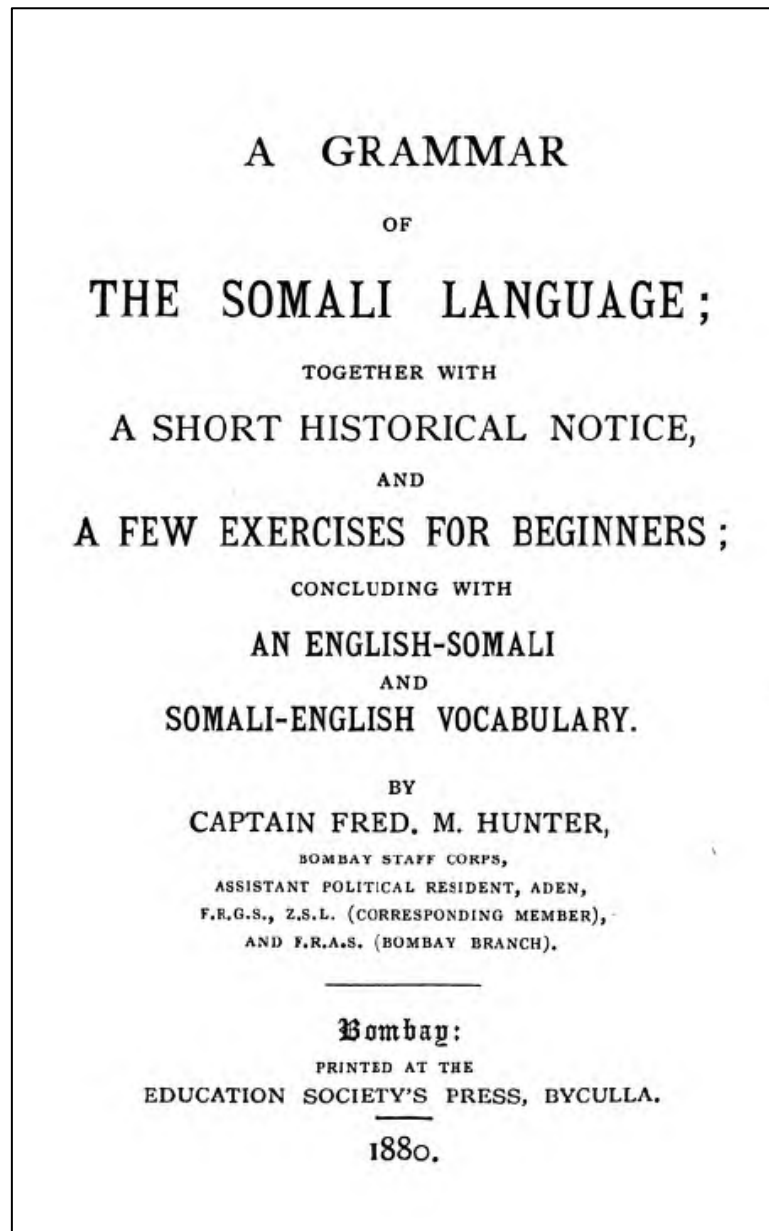 A GRAMMAR
OF
THE SOMALI LANGUAGE;
TOGETHER WITH
A SHORT HISTORICAL NOTICE,
AND
A FEW EXERCISES FOR BEGINNERS;
CONCLUDING WITH
AN ENGLISH-SOMALI
AND
SOMALI-ENGLISH VOCABULARY.
BY
CAPTAIN FRED. M. HUNTER,
BOMBAY STAFF CORPS,
ASSISTANT POLITICAL RESIDENT, ADEN,
F.R.G.S., Z.S.L. (CORRESPONDING MEMBER),
AND F.R.A.S. (BOMBAY BRANCH).
Bombay:
PRINTED AT THE
EDUCATION SOCIETY'S PRESS, BYCULLA.
1880.